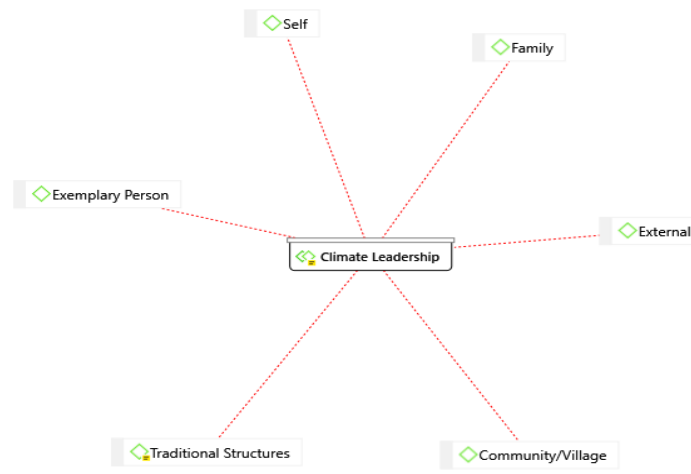 Self
Family
Exemplary Person
External
Climate Leadership
Traditional Structures
Community/Village